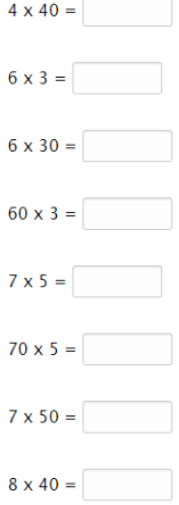 4 x 40 =
6 x 3 =
6 x 30 =
60 x 3 =
7 x 5 =
70 x 5 =
7 x 50 =
8 x 40 =